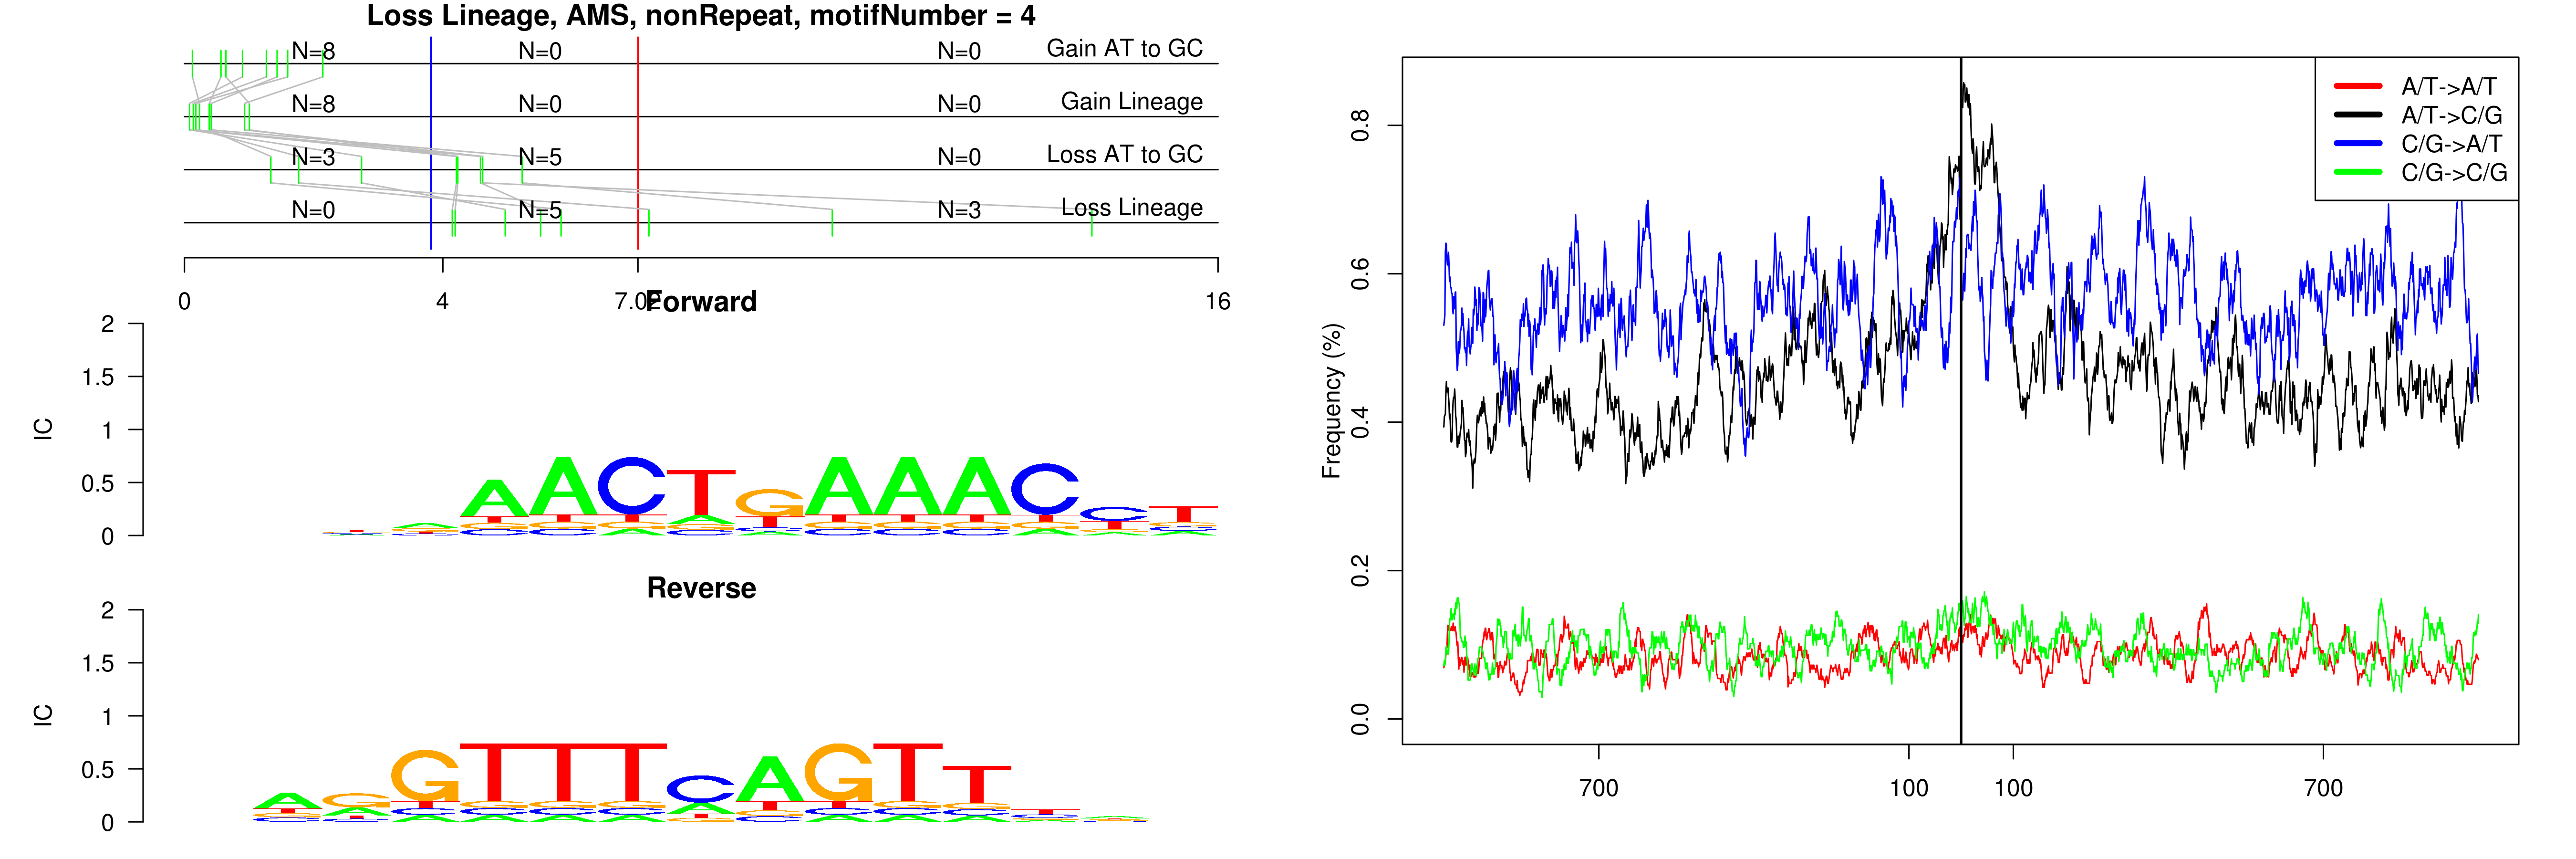 Loss Lineage, AMS, nonRepeat, motifNumber = 4
N=8 N=0 N=0 Gain AT to GC
N=8 N=0 N=0 Gain Lineage
N=3 N=5 N=0 Loss AT to GC
N=0 N=5 N=3 Loss Lineage
0 4 7.02 16
Forward
2
1.5
1
0.5
0
IC
AACTGAAACCT
Reverse
2
1.5
1
0.5
0
IC
AGGTTTCAGTT
A/T->A/T
A/T->C/G
C/G->A/T
C/G->C/G
Frequency (%)
0.8
0.6
0.4
0.2
0.0
700 100 100 700